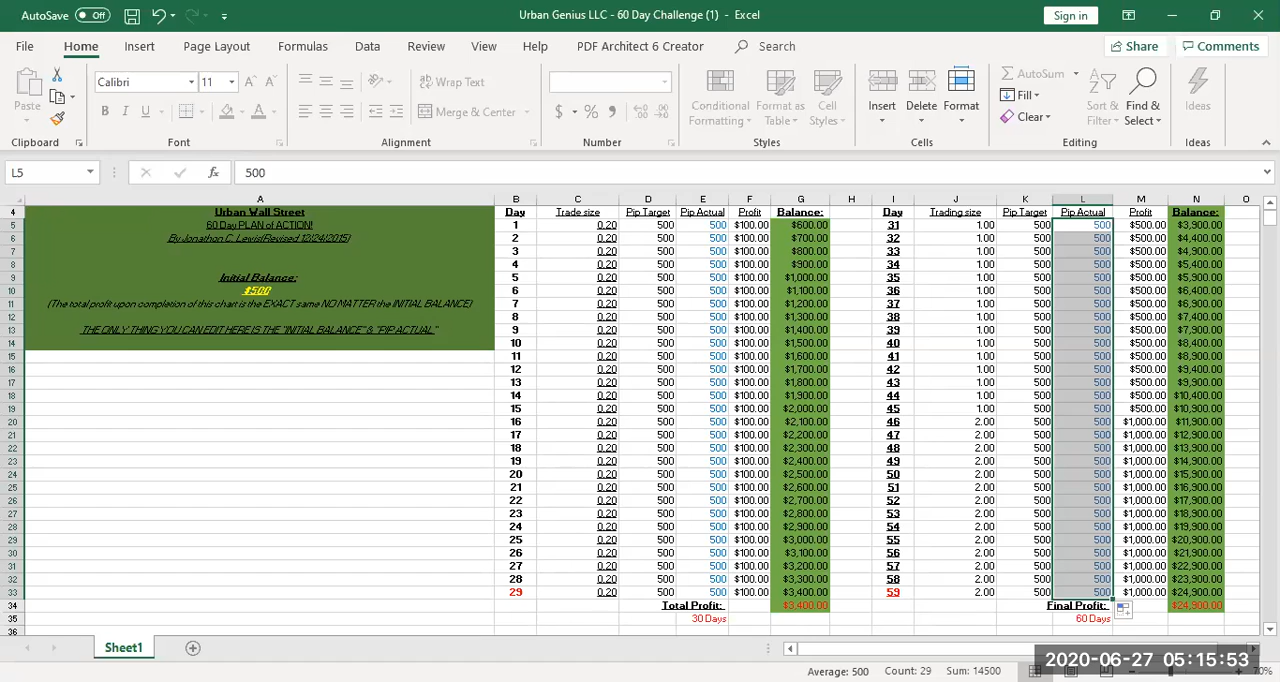 AutoSave Off Urban Genius LLC - 60 Day Challenge (1) - Excel Sign in
File Home Insert Page Layout Formulas Data Review View Help PDF Architect 6 Creator Search Share Comments
Calibri 11 Wrap Text Conditional Format as Cell Insert Delete Format AutoSum Sort & Find & Ideas
Paste B I U Merge & Center $ % Formatting Table Styles Fill Filter Select
Clear
Clipboard Font Alignment Number Styles Cells Editing Ideas
L5 fx 500
A B C D E F G H I J K L M N O
4 Urban Wall Street Day Trade size Pip Target Pip Actual Profit Balance: Day Trading size Pip Target Pip Actual Profit Balance:
5 60 Day PLAN of ACTION! 1 0.20 500 500 $100.00 $600.00 31 1.00 500 500 $500.00 $3,900.00
6 By Jonathon C. Lewis(Revised 12/24/2015) 2 0.20 500 500 $100.00 $700.00 32 1.00 500 500 $500.00 $4,400.00
7 3 0.20 500 500 $100.00 $800.00 33 1.00 500 500 $500.00 $4,900.00
8 4 0.20 500 500 $100.00 $900.00 34 1.00 500 500 $500.00 $5,400.00
9 Initial Balance: 5 0.20 500 500 $100.00 $1,000.00 35 1.00 500 500 $500.00 $5,900.00
10 $500 6 0.20 500 500 $100.00 $1,100.00 36 1.00 500 500 $500.00 $6,400.00
11 (The total profit upon completion of this chart is the EXACT same NO MATTER the INITIAL BALANCE) 7 0.20 500 500 $100.00 $1,200.00 37 1.00 500 500 $500.00 $6,900.00
12 8 0.20 500 500 $100.00 $1,300.00 38 1.00 500 500 $500.00 $7,400.00
13 THE ONLY THING YOU CAN EDIT HERE IS THE "INITIAL BALANCE" & "PIP ACTUAL" 9 0.20 500 500 $100.00 $1,400.00 39 1.00 500 500 $500.00 $7,900.00
14 10 0.20 500 500 $100.00 $1,500.00 40 1.00 500 500 $500.00 $8,400.00
15 11 0.20 500 500 $100.00 $1,600.00 41 1.00 500 500 $500.00 $8,900.00
16 12 0.20 500 500 $100.00 $1,700.00 42 1.00 500 500 $500.00 $9,400.00
17 13 0.20 500 500 $100.00 $1,800.00 43 1.00 500 500 $500.00 $9,900.00
18 14 0.20 500 500 $100.00 $1,900.00 44 1.00 500 500 $500.00 $10,400.00
19 15 0.20 500 500 $100.00 $2,000.00 45 1.00 500 500 $500.00 $10,900.00
20 16 0.20 500 500 $100.00 $2,100.00 46 2.00 500 500 $1,000.00 $11,900.00
21 17 0.20 500 500 $100.00 $2,200.00 47 2.00 500 500 $1,000.00 $12,900.00
22 18 0.20 500 500 $100.00 $2,300.00 48 2.00 500 500 $1,000.00 $13,900.00
23 19 0.20 500 500 $100.00 $2,400.00 49 2.00 500 500 $1,000.00 $14,900.00
24 20 0.20 500 500 $100.00 $2,500.00 50 2.00 500 500 $1,000.00 $15,900.00
25 21 0.20 500 500 $100.00 $2,600.00 51 2.00 500 500 $1,000.00 $16,900.00
26 22 0.20 500 500 $100.00 $2,700.00 52 2.00 500 500 $1,000.00 $17,900.00
27 23 0.20 500 500 $100.00 $2,800.00 53 2.00 500 500 $1,000.00 $18,900.00
28 24 0.20 500 500 $100.00 $2,900.00 54 2.00 500 500 $1,000.00 $19,900.00
29 25 0.20 500 500 $100.00 $3,000.00 55 2.00 500 500 $1,000.00 $20,900.00
30 26 0.20 500 500 $100.00 $3,100.00 56 2.00 500 500 $1,000.00 $21,900.00
31 27 0.20 500 500 $100.00 $3,200.00 57 2.00 500 500 $1,000.00 $22,900.00
32 28 0.20 500 500 $100.00 $3,300.00 58 2.00 500 500 $1,000.00 $23,900.00
33 29 0.20 500 500 $100.00 $3,400.00 59 2.00 500 500 $1,000.00 $24,900.00
34 Total Profit: $3,400.00 Final Profit: $24,900.00
35 30 Days 60 Days
36
Sheet1
Average: 500 Count: 29 Sum: 14500
2020-06-27 05:15:53